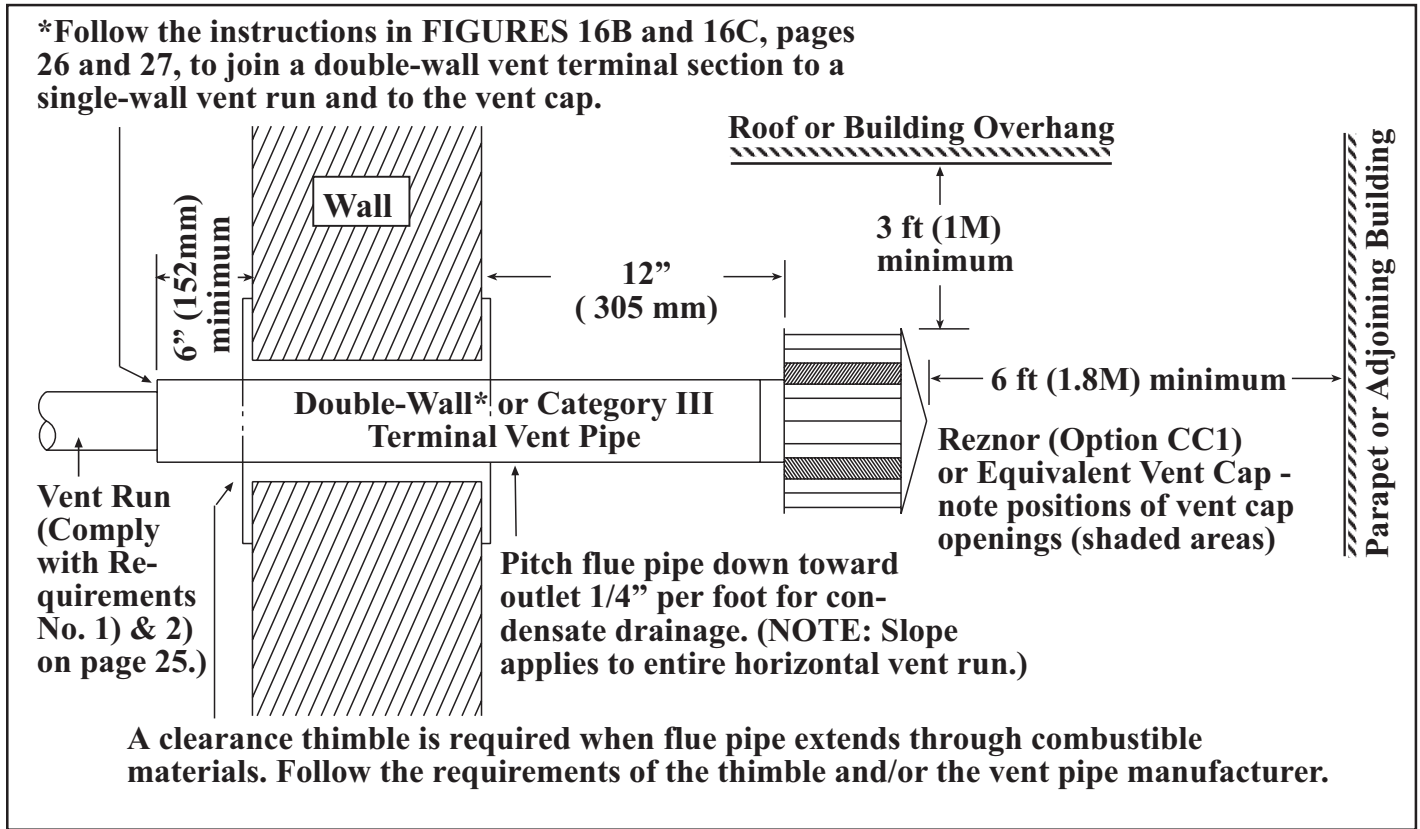 *Follow the instructions in FIGURES 16B and 16C, pages
26 and 27, to join a double-wall vent terminal section to a
single-wall vent run and to the vent cap.
Roof or Building Overhang
Wall
6” (152mm)
minimum
12”
( 305 mm)
3 ft (1M)
minimum
Parapet or Adjoining Building
6 ft (1.8M) minimum
Double-Wall* or Category III
Terminal Vent Pipe
Reznor (Option CC1)
or Equivalent Vent Cap -
note positions of vent cap
openings (shaded areas)
Vent Run
(Comply
with Re-
quirements
No. 1) & 2)
on page 25.)
Pitch flue pipe down toward
outlet 1/4” per foot for con-
densate drainage. (NOTE: Slope
applies to entire horizontal vent run.)
A clearance thimble is required when flue pipe extends through combustible
materials. Follow the requirements of the thimble and/or the vent pipe manufacturer.